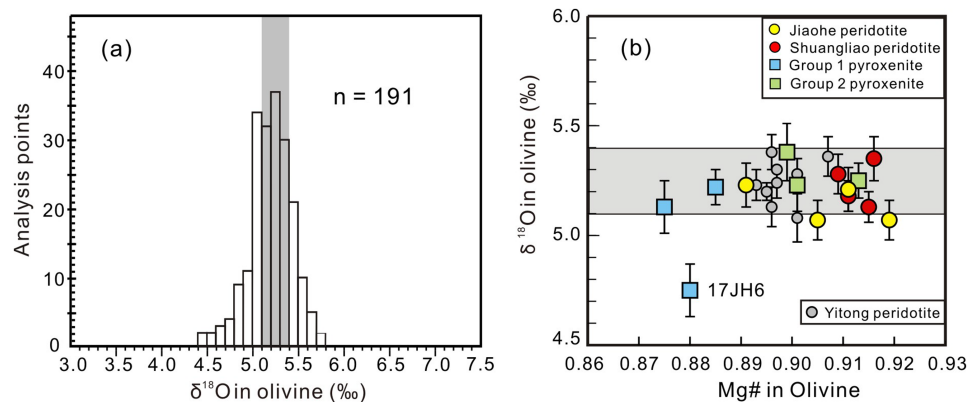 (a)
n = 191
Analysis points
40
30
20
10
0
3.0 3.5 4.0 4.5 5.0 5.5 6.0 6.5 7.0 7.5
δ¹⁸O in olivine (‰)
(b)
Jiaohe peridotite
Shuangliao peridotite
Group 1 pyroxenite
Group 2 pyroxenite
δ ¹⁸O in olivine (‰)
6.0
5.5
5.0
4.5
17JH6
Yitong peridotite
0.86 0.87 0.88 0.89 0.90 0.91 0.92 0.93
Mg# in Olivine